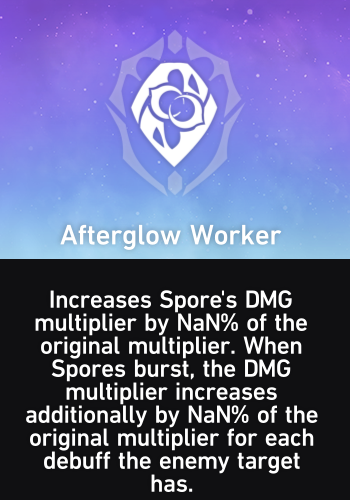 Afterglow Worker
Increases Spore's DMG
multiplier by NaN% of the
original multiplier. When
Spores burst, the DMG
multiplier increases
additionally by NaN% of the
original multiplier for each
debuff the enemy target
has.